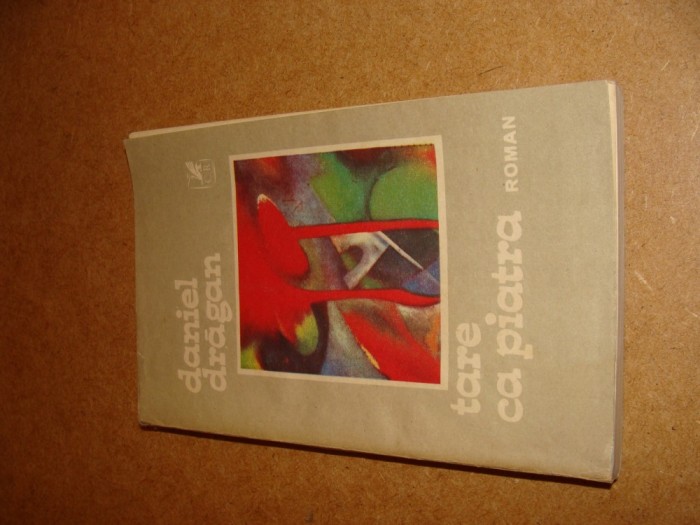 daniel
drăgan
tare
ca piatra
ROMAN